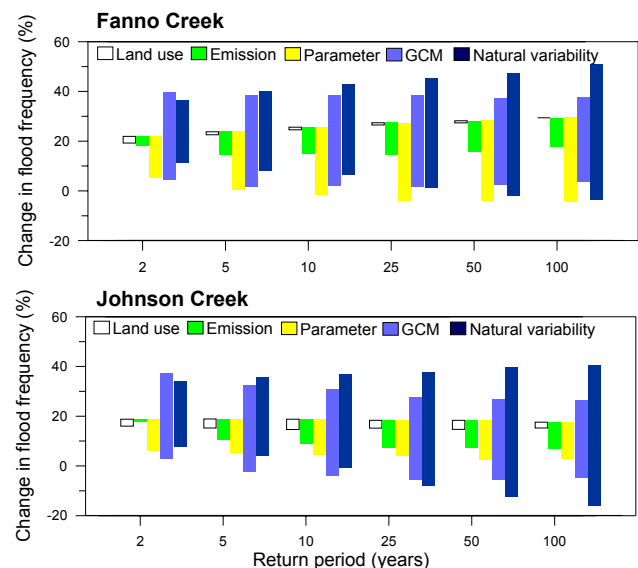 Fanno Creek
Change in flood frequency (%)
60
40
20
0
-20
Land use Emission Parameter GCM Natural variability
2 5 10 25 50 100
Johnson Creek
Change in flood frequency (%)
60
40
20
0
-20
Land use Emission Parameter GCM Natural variability
2 5 10 25 50 100
Return period (years)